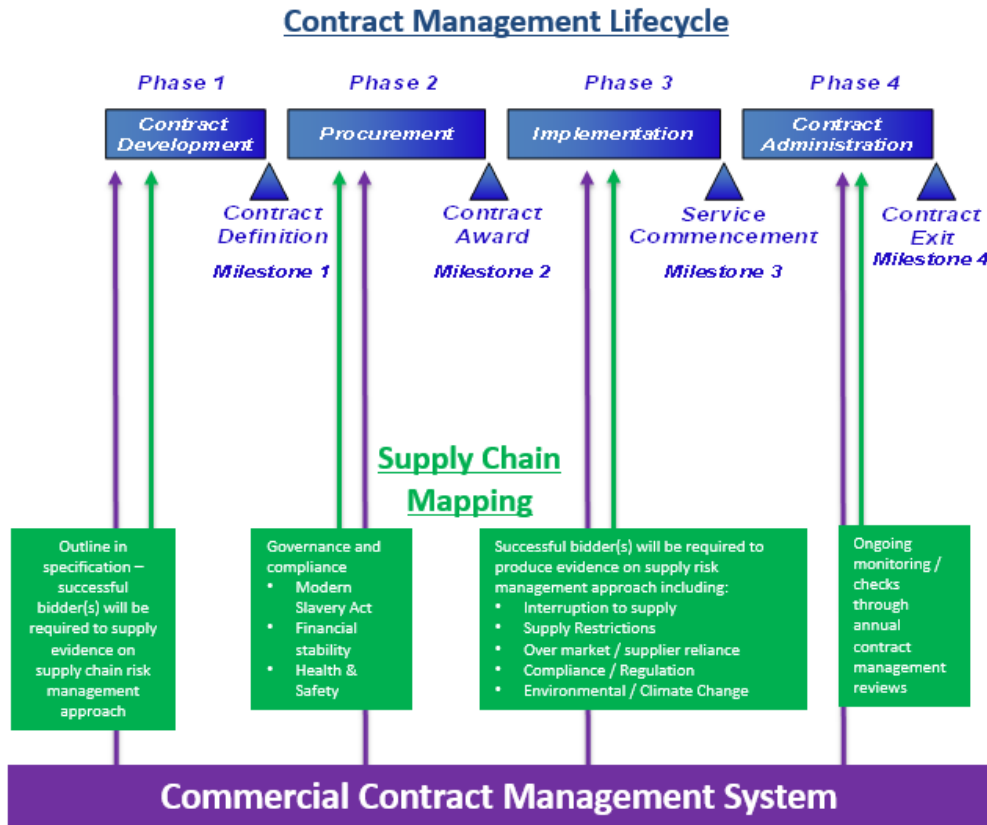 Contract Management Lifecycle
Phase 1
Phase 2
Phase 3
Phase 4
Contract
Development
Procurement
Implementation
Contract
Administration
Contract
Definition
Milestone 1
Contract
Award
Milestone 2
Service
Commencement
Milestone 3
Contract
Exit
Milestone 4
Supply Chain
Mapping
Outline in
specification –
successful
bidder(s) will be
required to supply
evidence on
supply chain risk
management
approach
Governance and
compliance
• Modern
Slavery Act
• Financial
stability
• Health &
Safety
Successful bidder(s) will be required to
produce evidence on supply risk
management approach including:
• Interruption to supply
• Supply Restrictions
• Over market / supplier reliance
• Compliance / Regulation
• Environmental / Climate Change
Ongoing
monitoring /
checks
through
annual
contract
management
reviews
Commercial Contract Management System